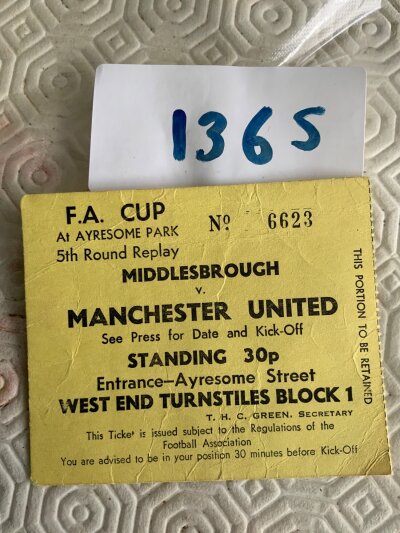 1365
F.A. CUP
At AYRESOME PARK Nº 6623
5th Round Replay
MIDDLESBROUGH
v.
MANCHESTER UNITED
See Press for Date and Kick-Off
STANDING 30p
Entrance—Ayresome Street
WEST END TURNSTILES BLOCK 1
T. H. C. GREEN, SECRETARY
This Ticket is issued subject to the Regulations of the
Football Association
You are advised to be in your position 30 minutes before Kick-Off
THIS PORTION TO BE RETAINED